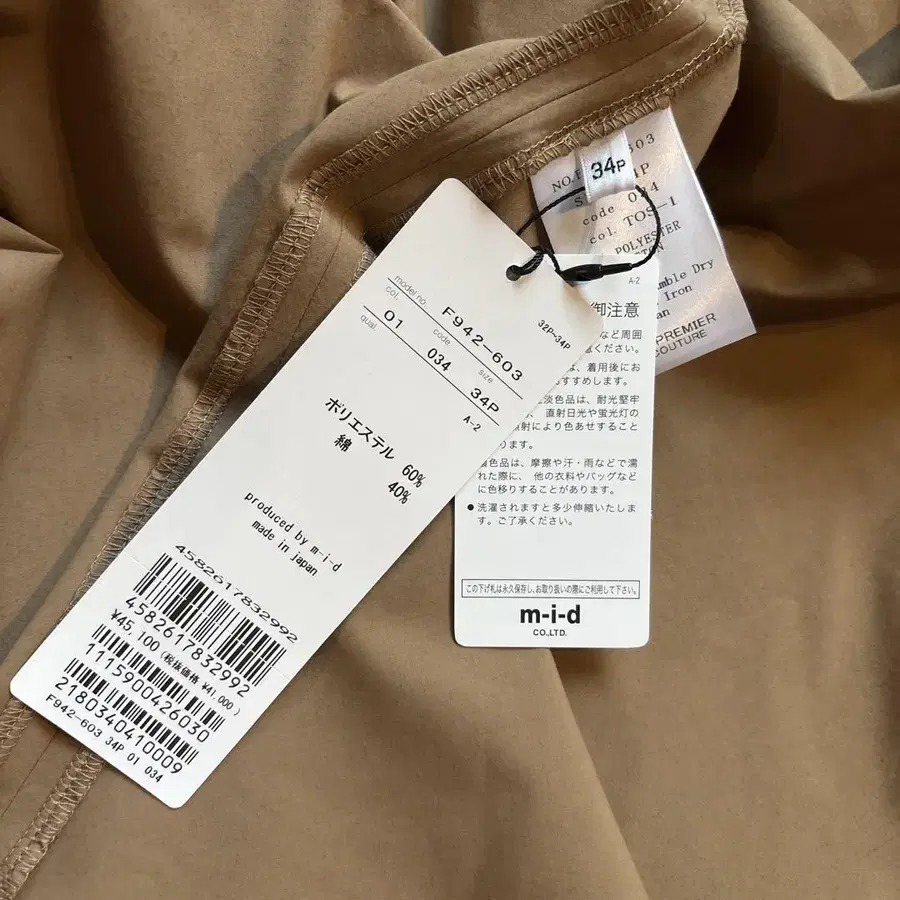 model no. F942-603 32P-34P
col. 01 code 034 size 34P
qual. A-2
ポリエステル 60%
綿 40%
produced by m-i-d
made in japan
4582617832992
4582617832992
¥45,100 (税抜価格 ¥41,000)
1115900426030
2180340410009
F942-603 34P 01 034
34P
code 034
col. TOS-1
POLYESTER
Iron
PREMIER
A-2
御注意
など周囲
ください。
は、着用後にお
すすめします。
淡色品は、耐光堅牢
直射日光や蛍光灯の
により色あせすること
ります。
色品は、摩擦や汗・雨などで濡
れた際に、他の衣料やバッグなど
に色移りすることがあります。
●洗濯されますと多少伸縮いたしま
す。ご了承ください。
この下げ札は永久保存し、お取り扱いの際にご利用して下さい。
m-i-d
CO.,LTD.